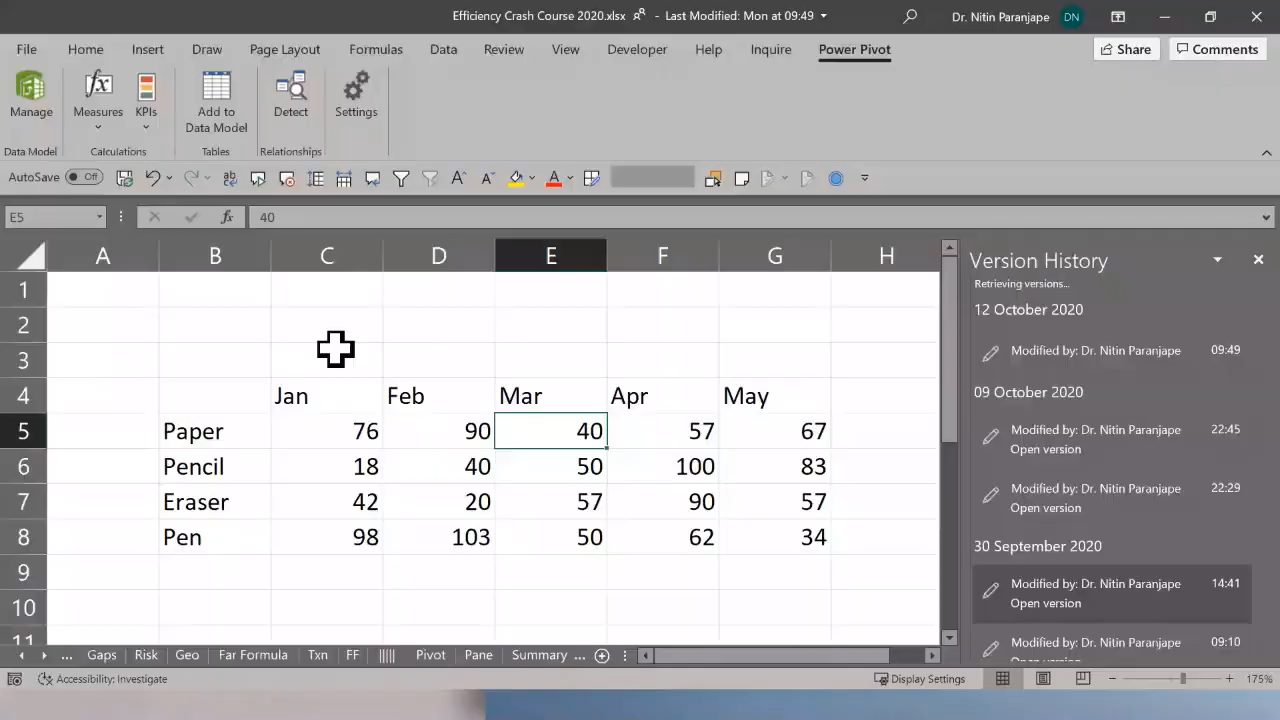 Efficiency Crash Course 2020.xlsx - Last Modified: Mon at 09:49
Dr. Nitin Paranjape DN
File Home Insert Draw Page Layout Formulas Data Review View Developer Help Inquire Power Pivot
Share Comments
Manage Measures KPIs Add to Data Model Detect Settings
Data Model Calculations Tables Relationships
AutoSave Off
E5 fx 40
A B C D E F G H
1
2
3
4 Jan Feb Mar Apr May
5 Paper 76 90 40 57 67
6 Pencil 18 40 50 100 83
7 Eraser 42 20 57 90 57
8 Pen 98 103 50 62 34
9
10
11
Version History
Retrieving versions...
12 October 2020
Modified by: Dr. Nitin Paranjape 09:49
09 October 2020
Modified by: Dr. Nitin Paranjape 22:45
Open version
Modified by: Dr. Nitin Paranjape 22:29
Open version
30 September 2020
Modified by: Dr. Nitin Paranjape 14:41
Open version
Modified by: Dr. Nitin Paranjape 09:10
Open version
... Gaps Risk Geo Far Formula Txn FF ||||| Pivot Pane Summary ...
Accessibility: Investigate Display Settings 175%